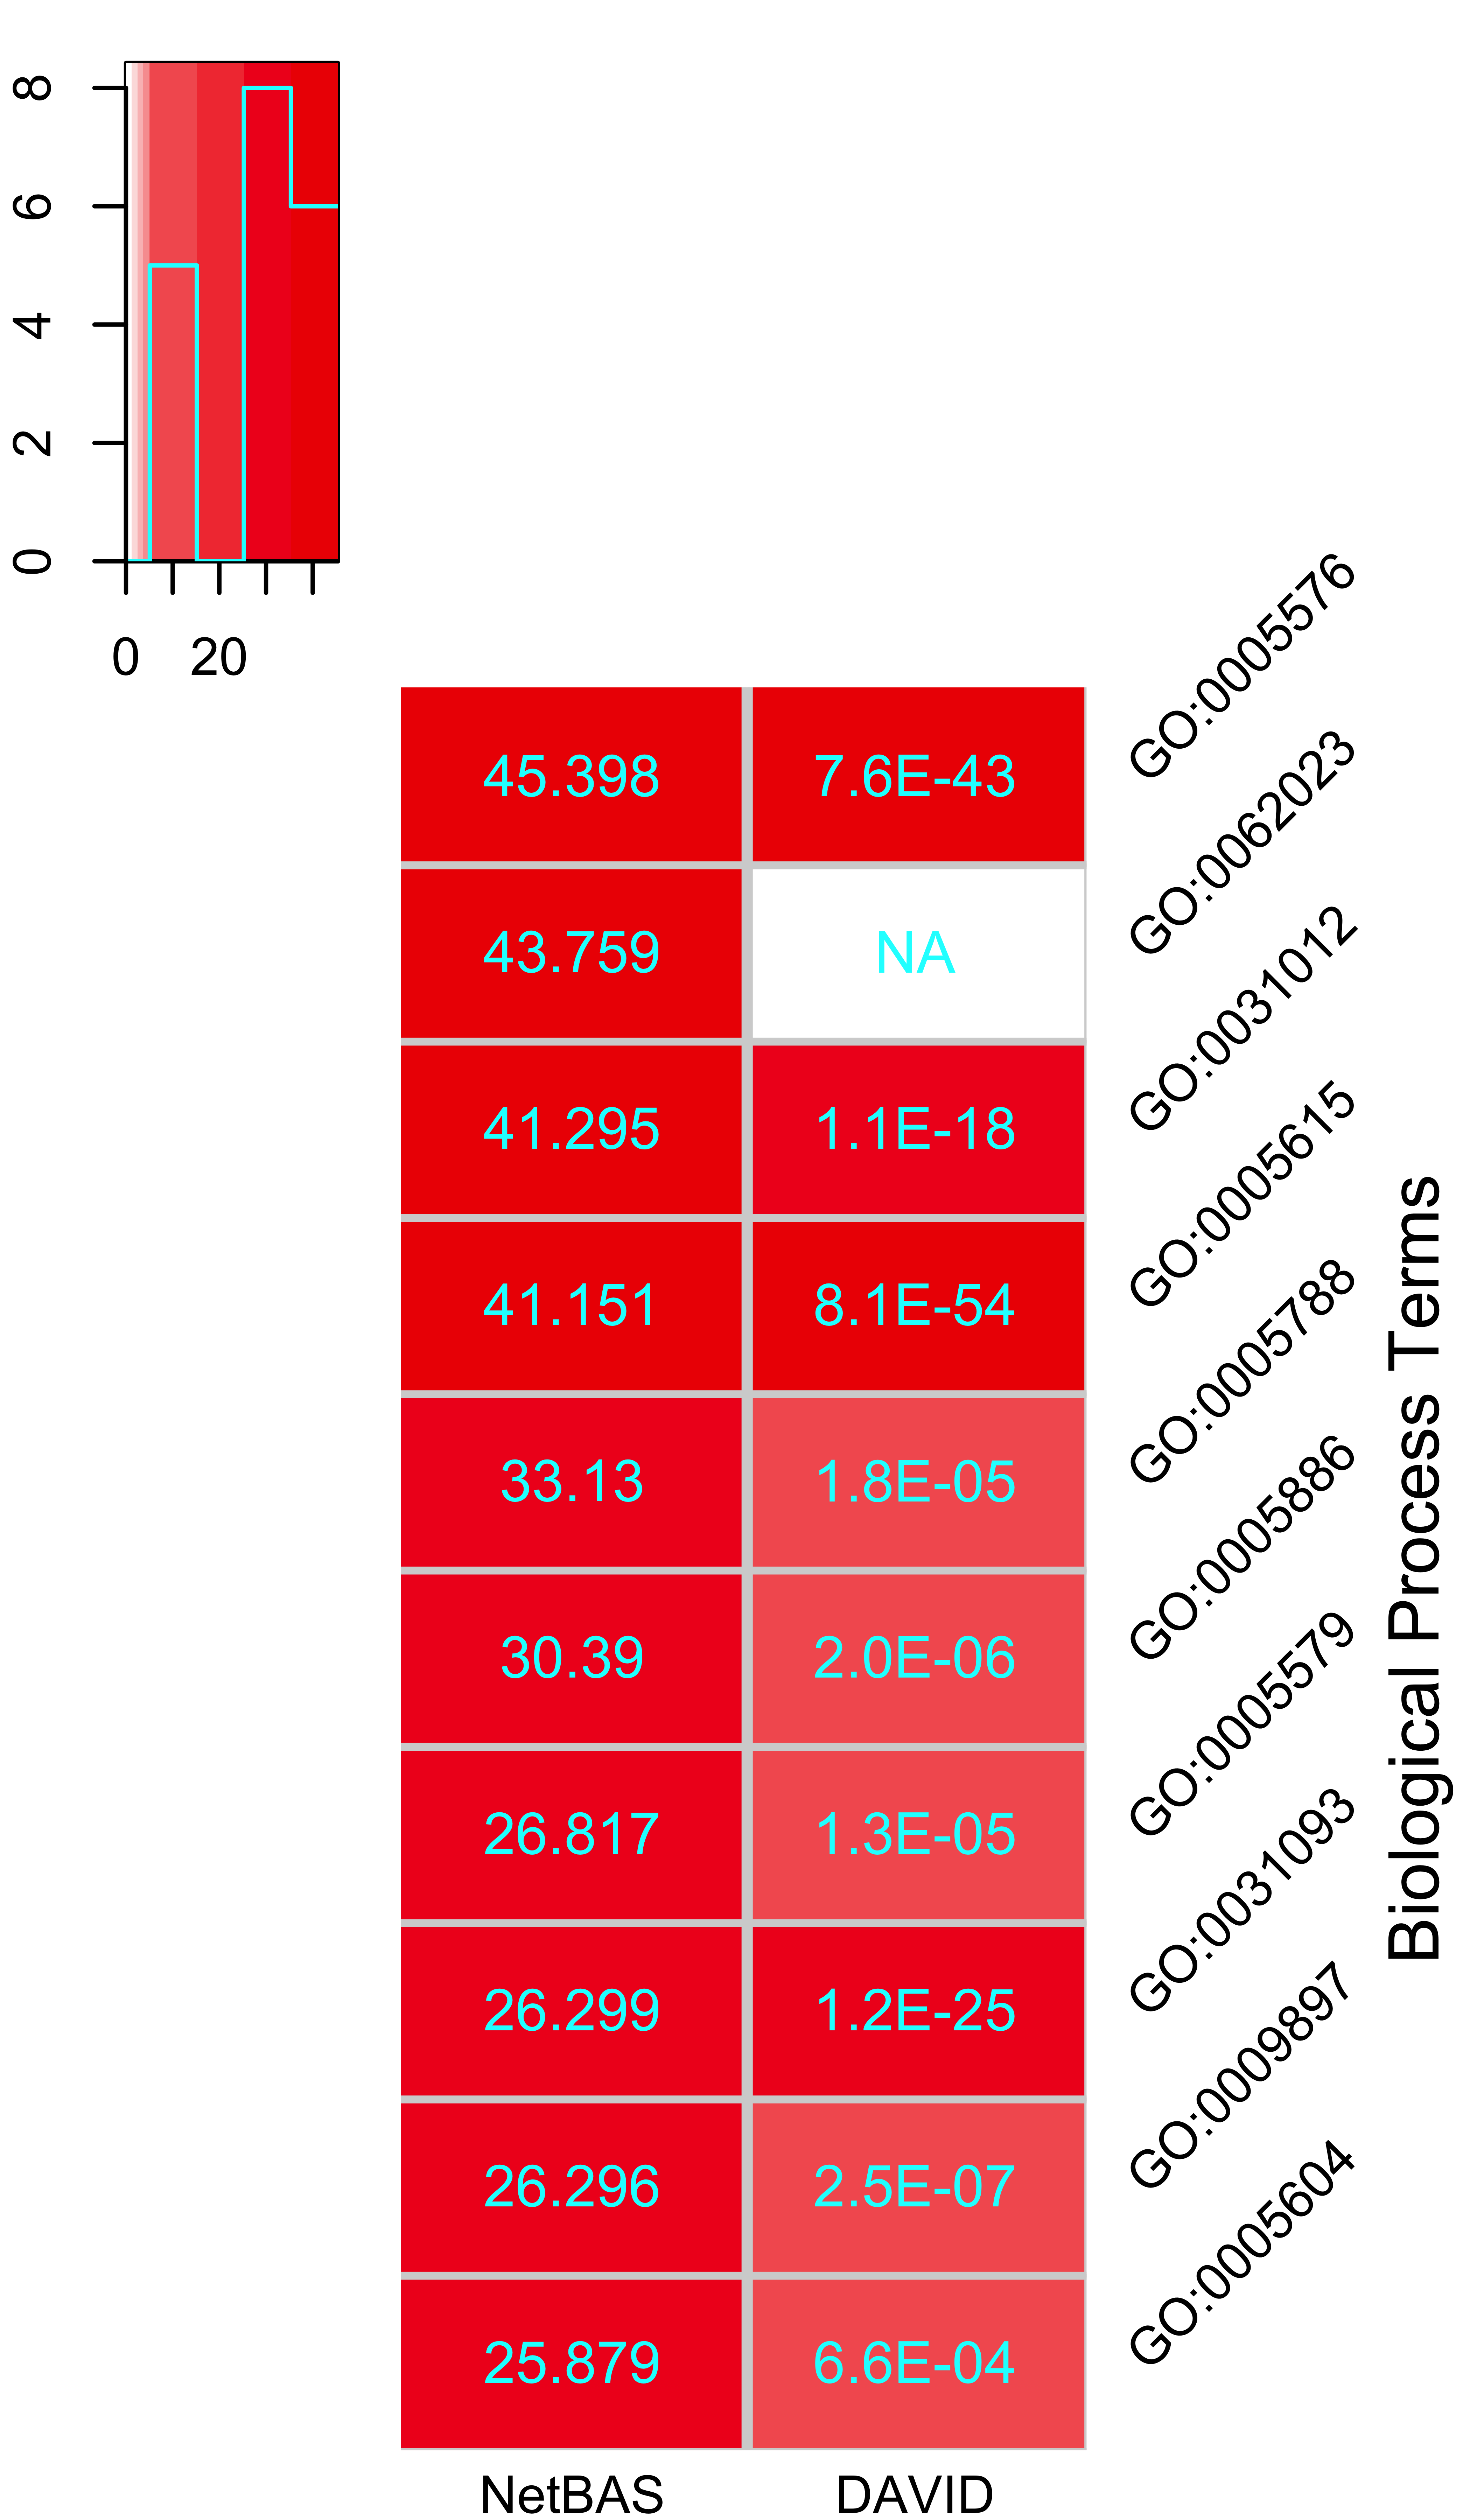 8
6
4
2
0
0 20
45.398 7.6E-43 GO:0005576
43.759 NA GO:0062023
41.295 1.1E-18 GO:0031012
41.151 8.1E-54 GO:0005615
33.13 1.8E-05 GO:0005788
30.39 2.0E-06 GO:0005886
26.817 1.3E-05 GO:0005579
26.299 1.2E-25 GO:0031093
26.296 2.5E-07 GO:0009897
25.879 6.6E-04 GO:0005604
NetBAS DAVID
Biological Process Terms